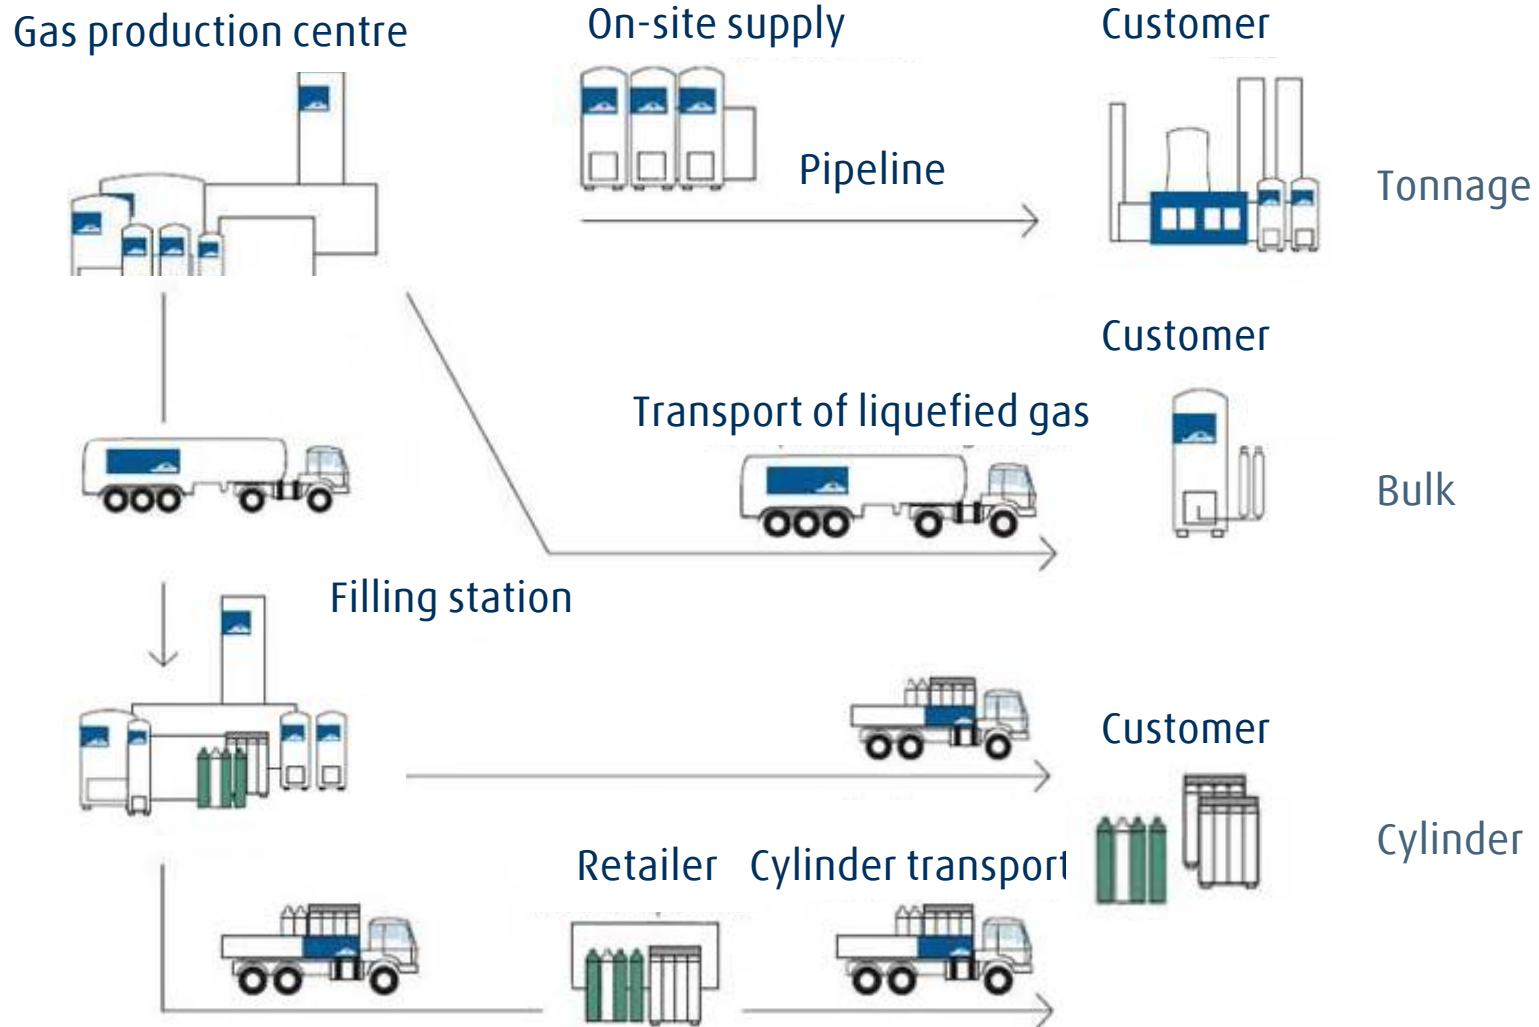 Gas production centre
On-site supply
Customer
Pipeline
Tonnage
Customer
Transport of liquefied gas
Bulk
Filling station
Customer
Cylinder
Retailer
Cylinder transport